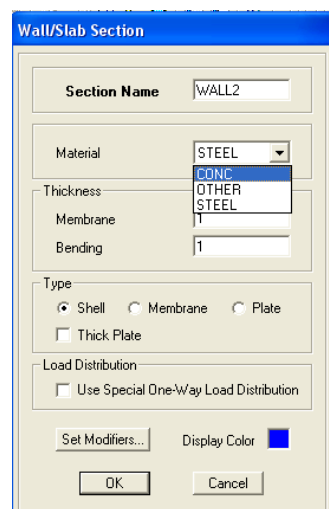 Wall/Slab Section
Section Name WALL2
Material STEEL
CONC
OTHER
STEEL
Thickness
Membrane 1
Bending 1
Type
Shell Membrane Plate
Thick Plate
Load Distribution
Use Special One-Way Load Distribution
Set Modifiers... Display Color
OK Cancel